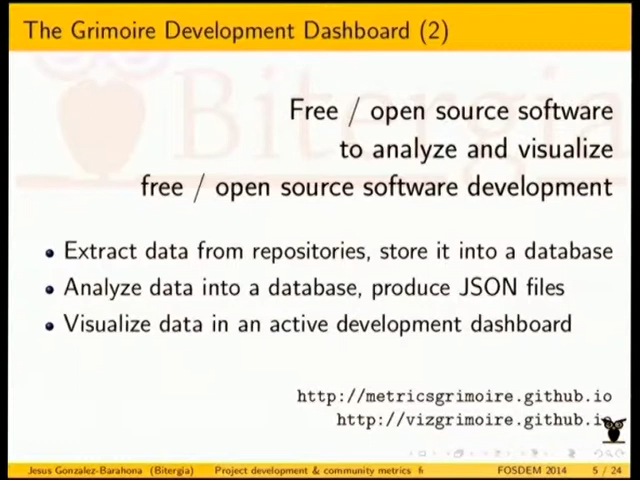 The Grimoire Development Dashboard (2)
Bitergia
Free / open source software
to analyze and visualize
free / open source software development
Extract data from repositories, store it into a database
Analyze data into a database, produce JSON files
Visualize data in an active development dashboard
http://metricsgrimoire.github.io
http://vizgrimoire.github.i
Jesus Gonzalez-Barahona (Bitergia) Project development & community metrics f FOSDEM 2014 5 / 24